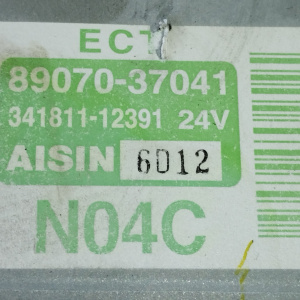 ECT
89070-37041
341811-12391 24V
AISIN 6D12
N04C